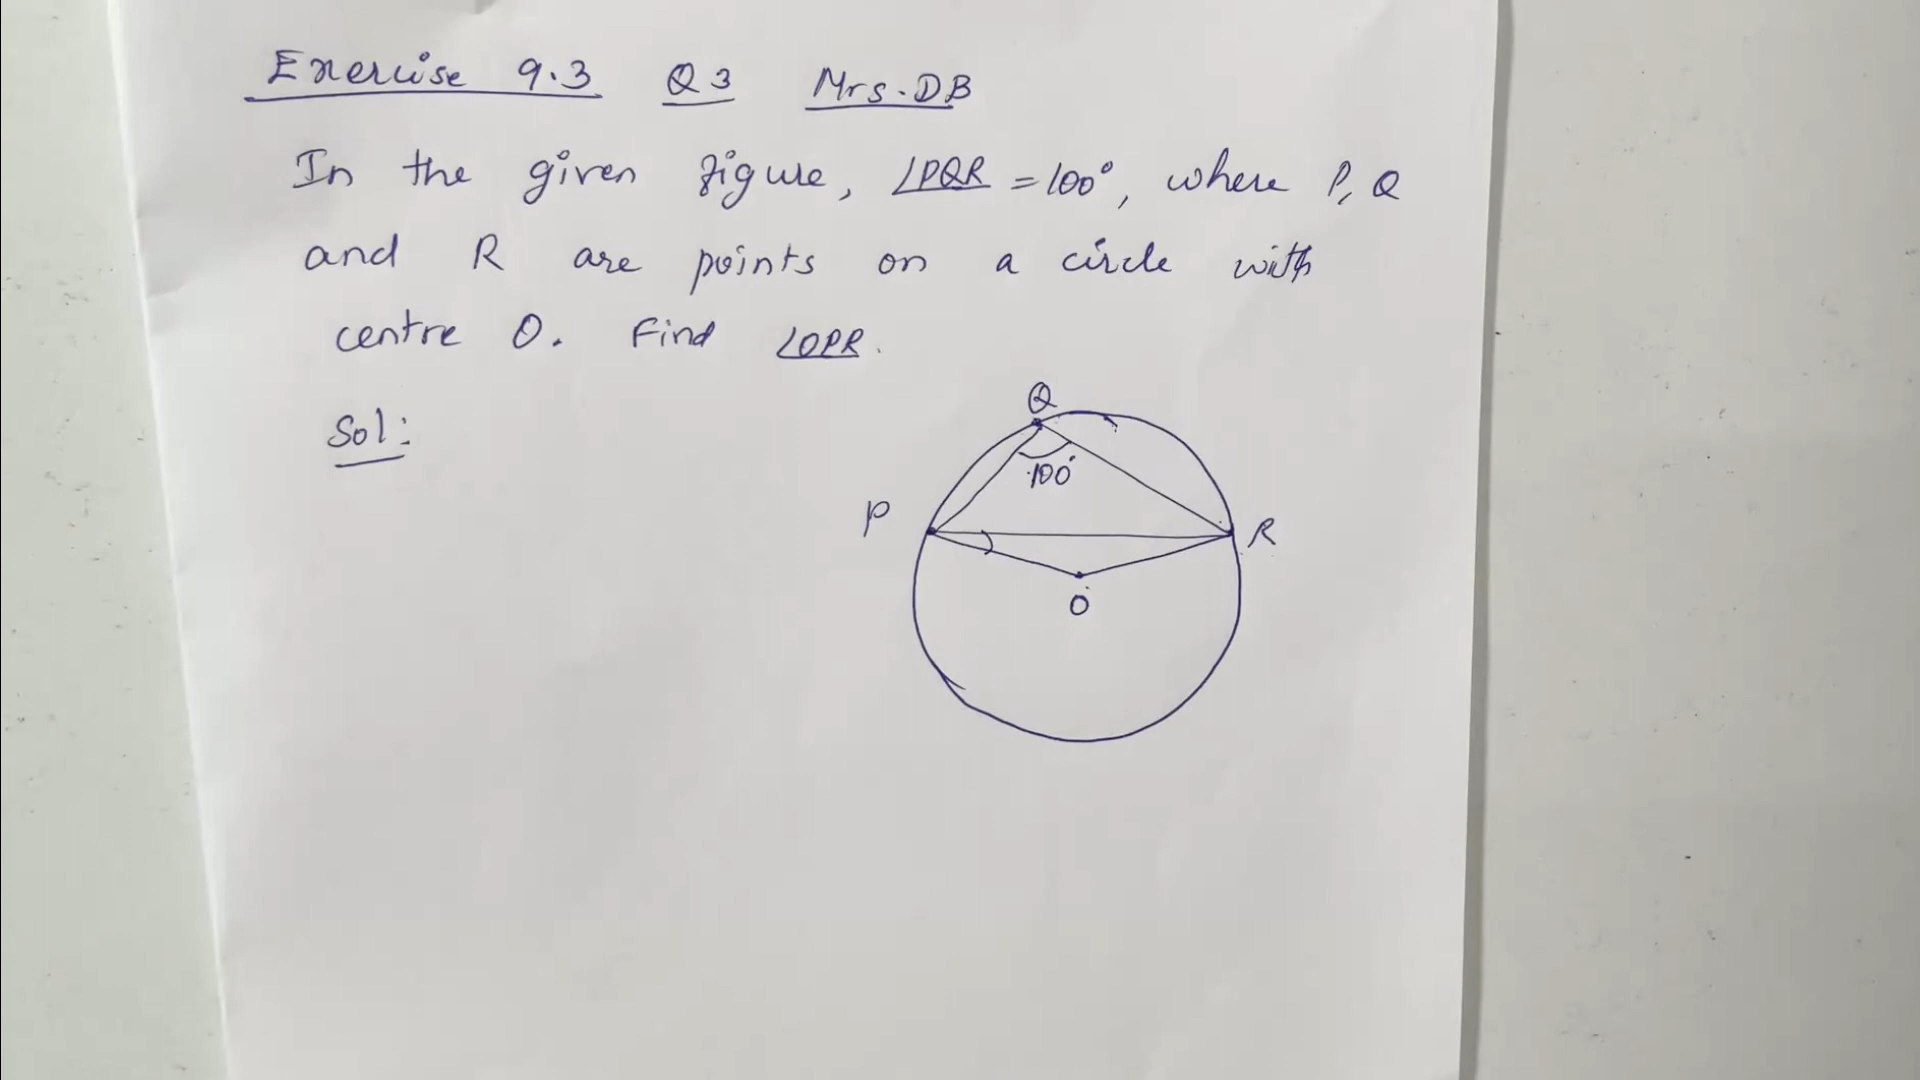 Exercise 9.3 Q3 Mrs.DB
In the given figure, ∠PQR = 100°, where P, Q
and R are points on a circle with
centre O. Find ∠OPR.
Sol:
Q
100°
P
R
O